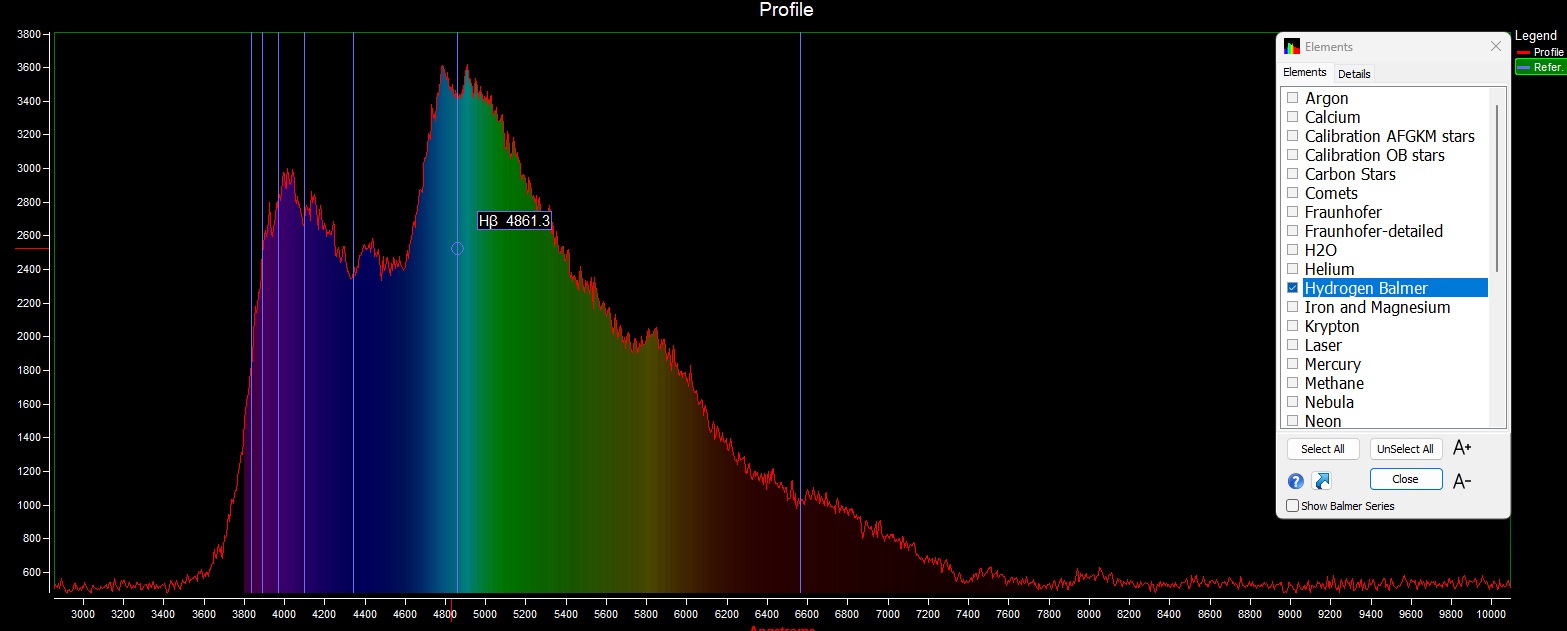 Profile
3800
3600
3400
3200
3000
2800
2600
2400
2200
2000
1800
1600
1400
1200
1000
800
600
Hβ 4861.3
3000 3200 3400 3600 3800 4000 4200 4400 4600 4800 5000 5200 5400 5600 5800 6000 6200 6400 6600 6800 7000 7200 7400 7600 7800 8000 8200 8400 8600 8800 9000 9200 9400 9600 9800 10000
Angstroms
Elements
Elements Details
Argon
Calcium
Calibration AFGKM stars
Calibration OB stars
Carbon Stars
Comets
Fraunhofer
Fraunhofer-detailed
H2O
Helium
Hydrogen Balmer
Iron and Magnesium
Krypton
Laser
Mercury
Methane
Nebula
Neon
Select All UnSelect All A+
? Close A-
Show Balmer Series
Legend
Profile
Refer.